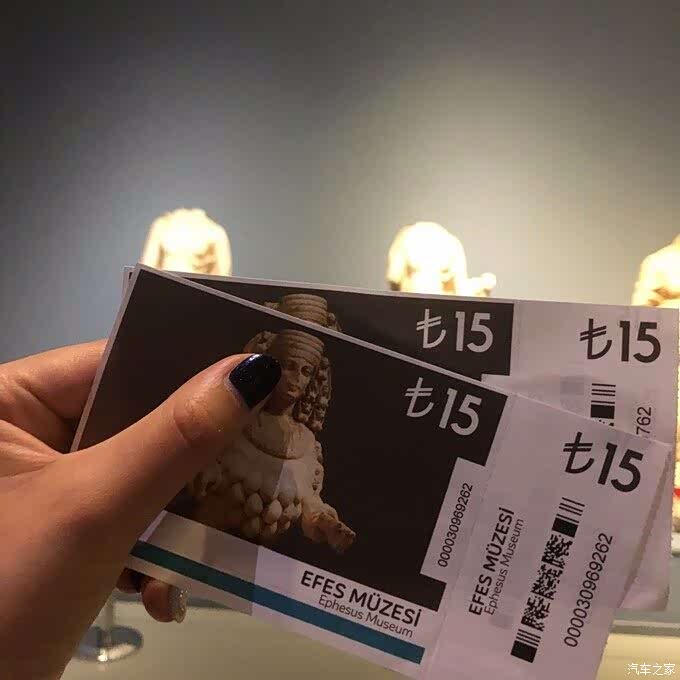 ₺15
₺15
762
₺15
₺15
000030969262
EFES MÜZESİ
Ephesus Museum
EFES MÜZESİ
Ephesus Museum
000030969262
汽车之家